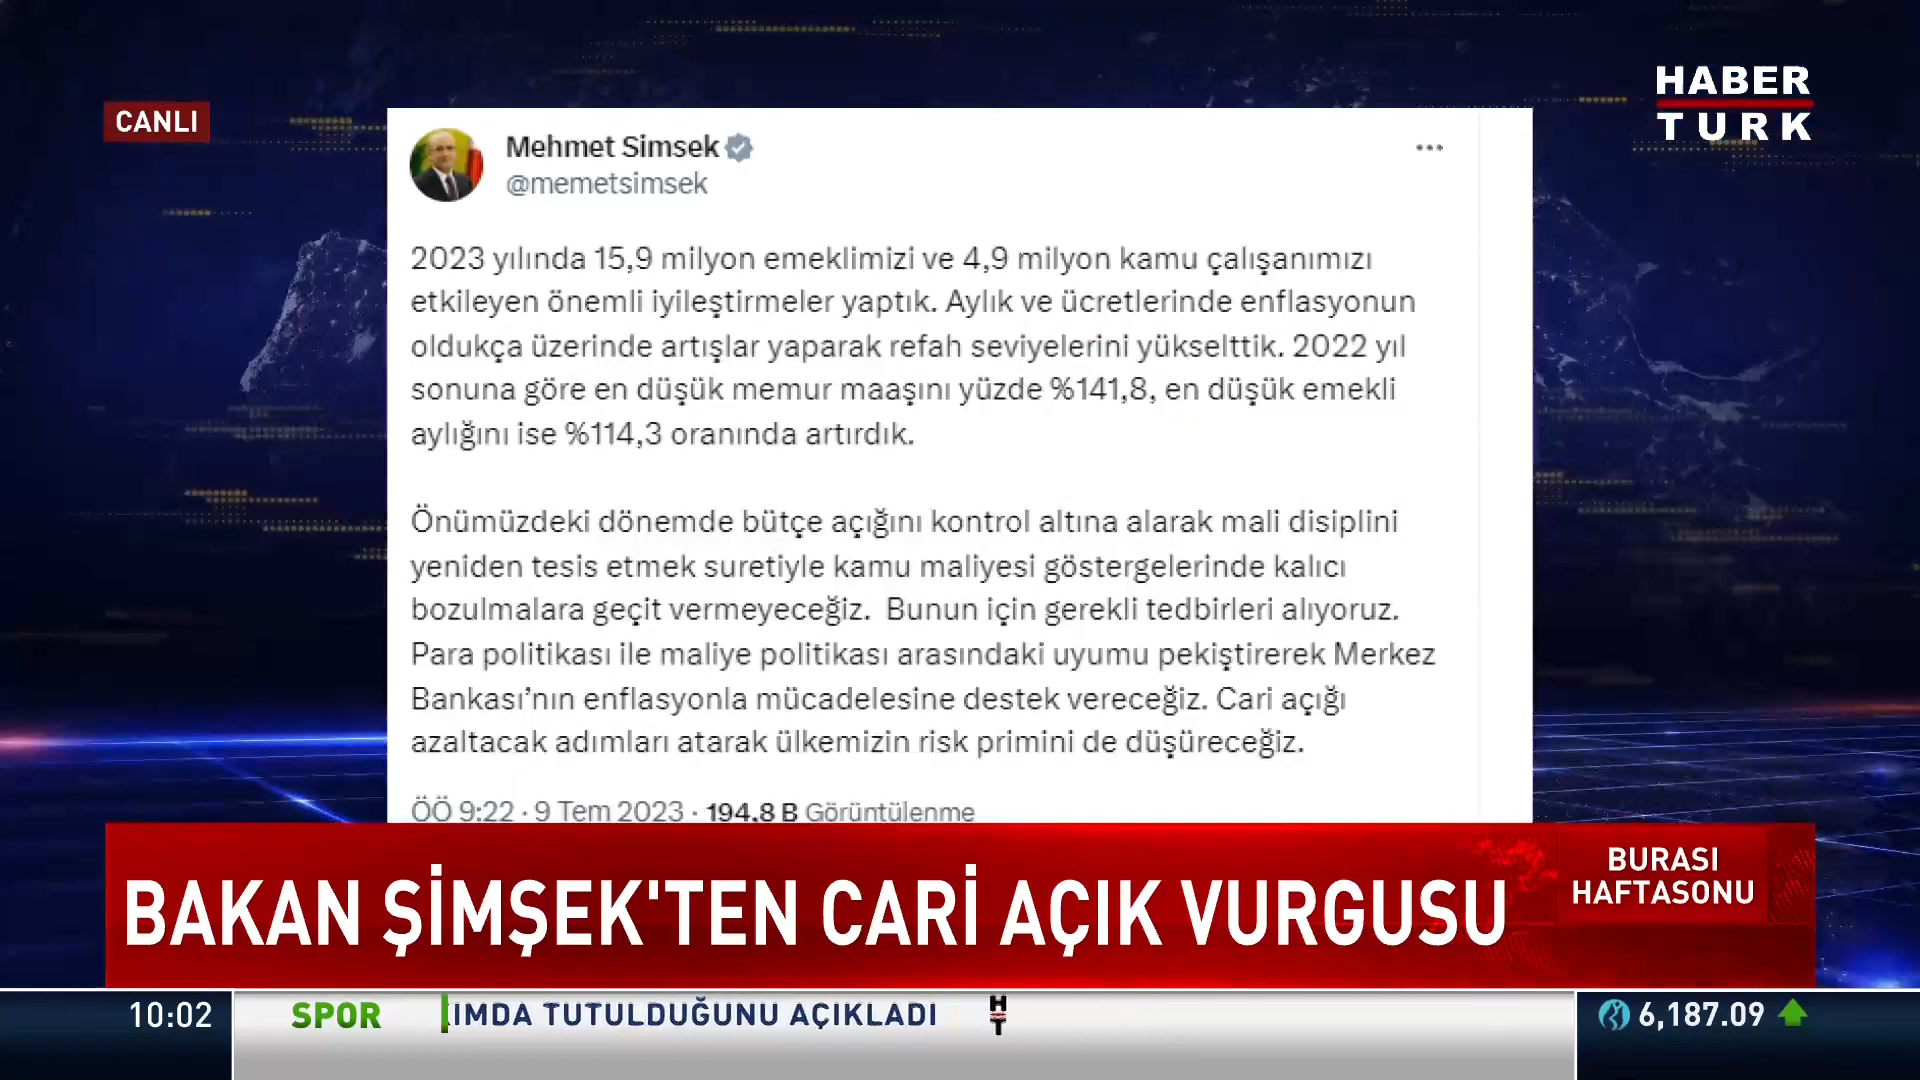 HABER
TURK
CANLI
Mehmet Simsek
@memetsimsek
2023 yılında 15,9 milyon emeklimizi ve 4,9 milyon kamu çalışanımızı
etkileyen önemli iyileştirmeler yaptık. Aylık ve ücretlerinde enflasyonun
oldukça üzerinde artışlar yaparak refah seviyelerini yükselttik. 2022 yıl
sonuna göre en düşük memur maaşını yüzde %141,8, en düşük emekli
aylığını ise %114,3 oranında artırdık.
Önümüzdeki dönemde bütçe açığını kontrol altına alarak mali disiplini
yeniden tesis etmek suretiyle kamu maliyesi göstergelerinde kalıcı
bozulmalara geçit vermeyeceğiz.  Bunun için gerekli tedbirleri alıyoruz.
Para politikası ile maliye politikası arasındaki uyumu pekiştirerek Merkez
Bankası’nın enflasyonla mücadelesine destek vereceğiz. Cari açığı
azaltacak adımları atarak ülkemizin risk primini de düşüreceğiz.
ÖÖ 9:22 · 9 Tem 2023 · 194,8 B Görüntülenme
BAKAN ŞİMŞEK'TEN CARİ AÇIK VURGUSU
BURASI
HAFTASONU
10:02
SPOR
IMDA TUTULDUĞUNU AÇIKLADI
HT
6,187.09